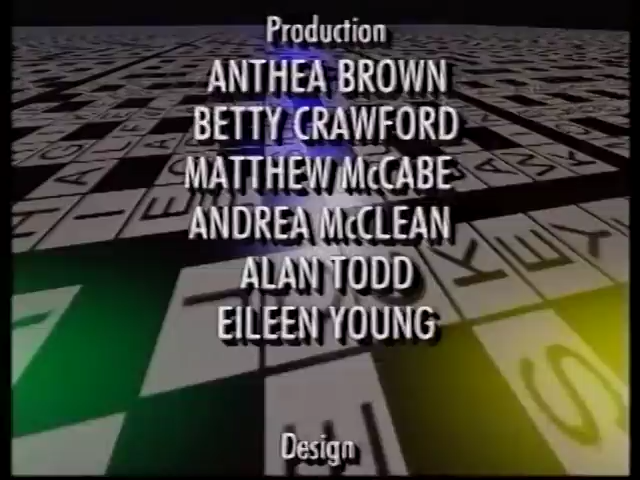 Production
ANTHEA BROWN
BETTY CRAWFORD
MATTHEW McCABE
ANDREA McCLEAN
ALAN TODD
EILEEN YOUNG
Design